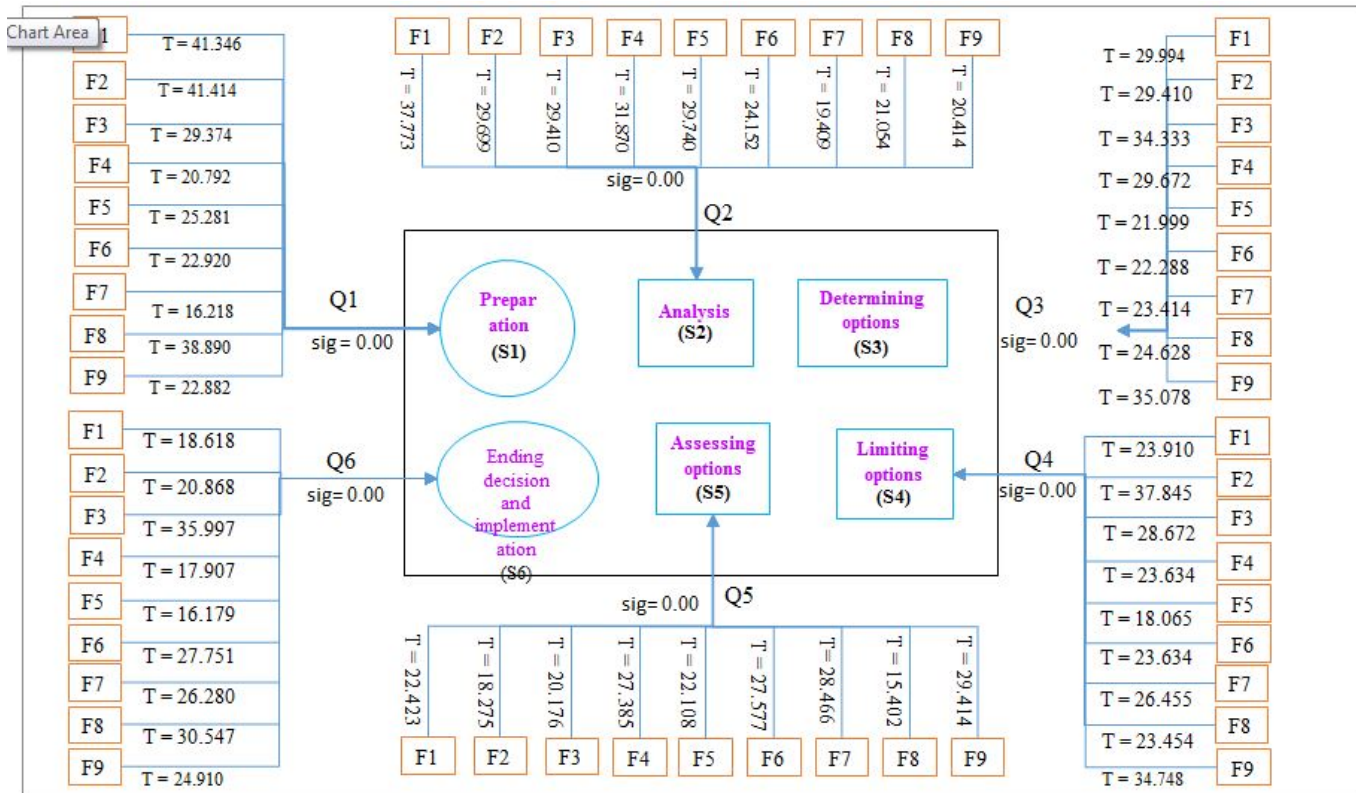 Chart Area
1
T = 41.346
F2
T = 41.414
F3
T = 29.374
F4
T = 20.792
F5
T = 25.281
F6
T = 22.920
F7
T = 16.218
F8
T = 38.890
F9
T = 22.882
Q1
sig= 0.00
F1 F2 F3 F4 F5 F6 F7 F8 F9
T = 37.773
T = 29.699
T = 29.410
T = 31.870
T = 29.740
T = 24.152
T = 19.409
T = 21.054
T = 20.414
sig= 0.00
Q2
F1
T = 29.994
F2
T = 29.410
F3
T = 34.333
F4
T = 29.672
F5
T = 21.999
F6
T = 22.288
F7
T = 23.414
F8
T = 24.628
F9
T = 35.078
Q3
sig= 0.00
Prepar
ation
(S1)
Analysis
(S2)
Determining
options
(S3)
Ending
decision
and
implement
ation
(S6)
Assessing
options
(S5)
Limiting
options
(S4)
F1
T = 18.618
F2
T = 20.868
F3
T = 35.997
F4
T = 17.907
F5
T = 16.179
F6
T = 27.751
F7
T = 26.280
F8
T = 30.547
F9
T = 24.910
Q6
sig= 0.00
Q4
sig= 0.00
F1
T = 23.910
F2
T = 37.845
F3
T = 28.672
F4
T = 23.634
F5
T = 18.065
F6
T = 23.634
F7
T = 26.455
F8
T = 23.454
F9
T = 34.748
sig= 0.00
Q5
T = 22.423
T = 18.275
T = 20.176
T = 27.385
T = 22.108
T = 27.577
T = 28.466
T = 15.402
T = 29.414
F1 F2 F3 F4 F5 F6 F7 F8 F9